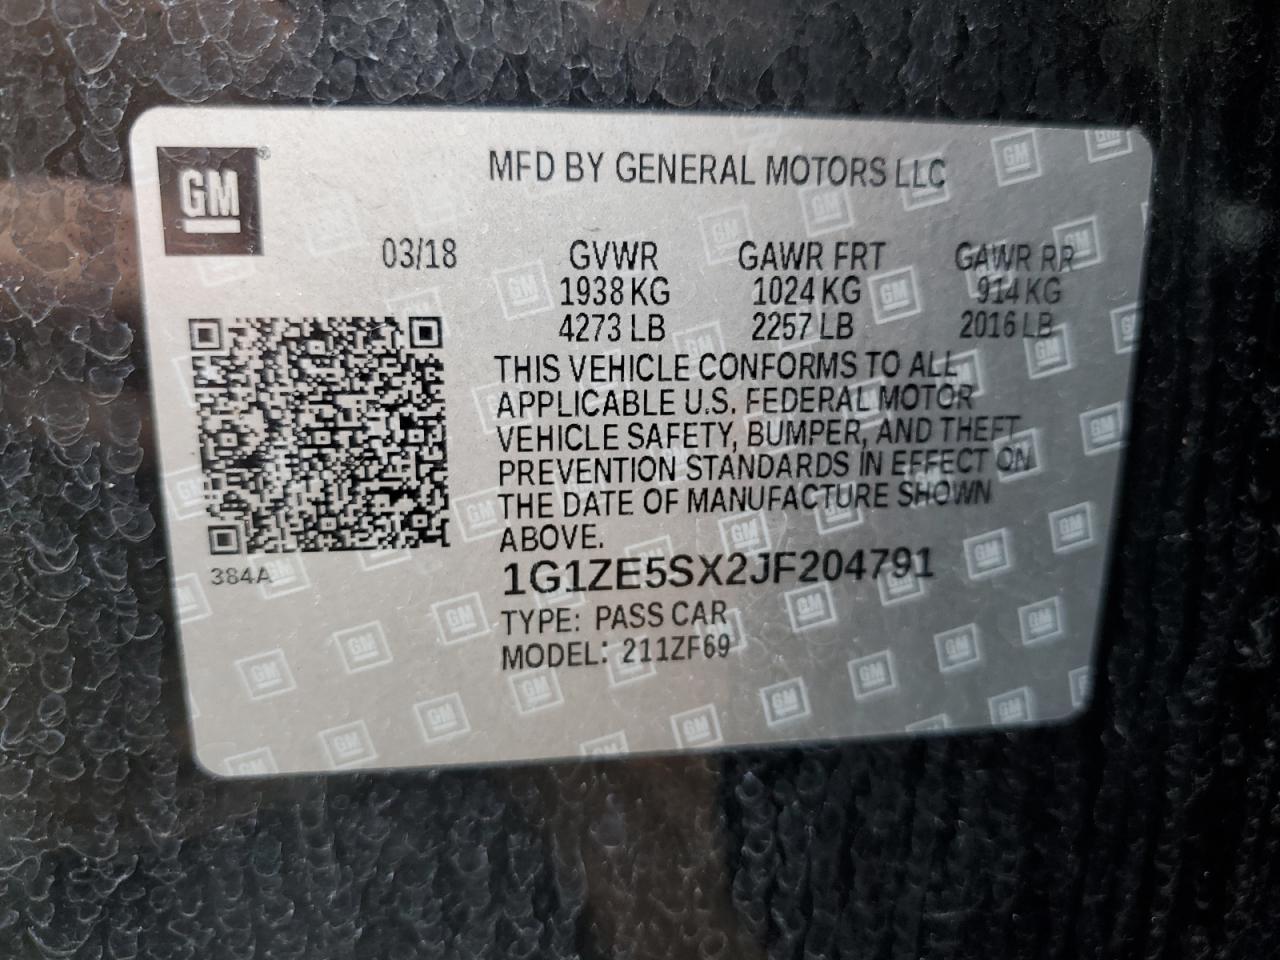 GM
MFD BY GENERAL MOTORS LLC
03/18 GVWR GAWR FRT GAWR RR
1938 KG 1024 KG 914 KG
4273 LB 2257 LB 2016 LB
THIS VEHICLE CONFORMS TO ALL
APPLICABLE U.S. FEDERAL MOTOR
VEHICLE SAFETY, BUMPER, AND THEFT
PREVENTION STANDARDS IN EFFECT ON
THE DATE OF MANUFACTURE SHOWN
ABOVE.
384A
1G1ZE5SX2JF204791
TYPE: PASS CAR
MODEL: 211ZF69